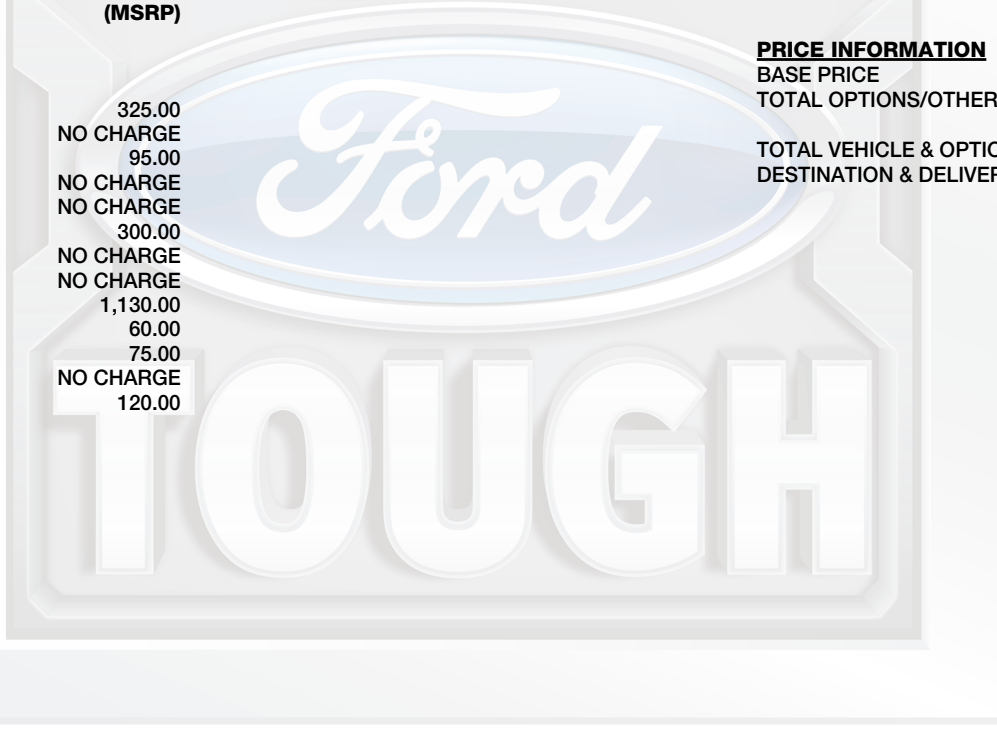 (MSRP)
325.00
NO CHARGE
95.00
NO CHARGE
NO CHARGE
300.00
NO CHARGE
NO CHARGE
1,130.00
60.00
75.00
NO CHARGE
120.00
PRICE INFORMATION
BASE PRICE
TOTAL OPTIONS/OTHER
TOTAL VEHICLE & OPTIO
DESTINATION & DELIVER
Ford
TOUGH